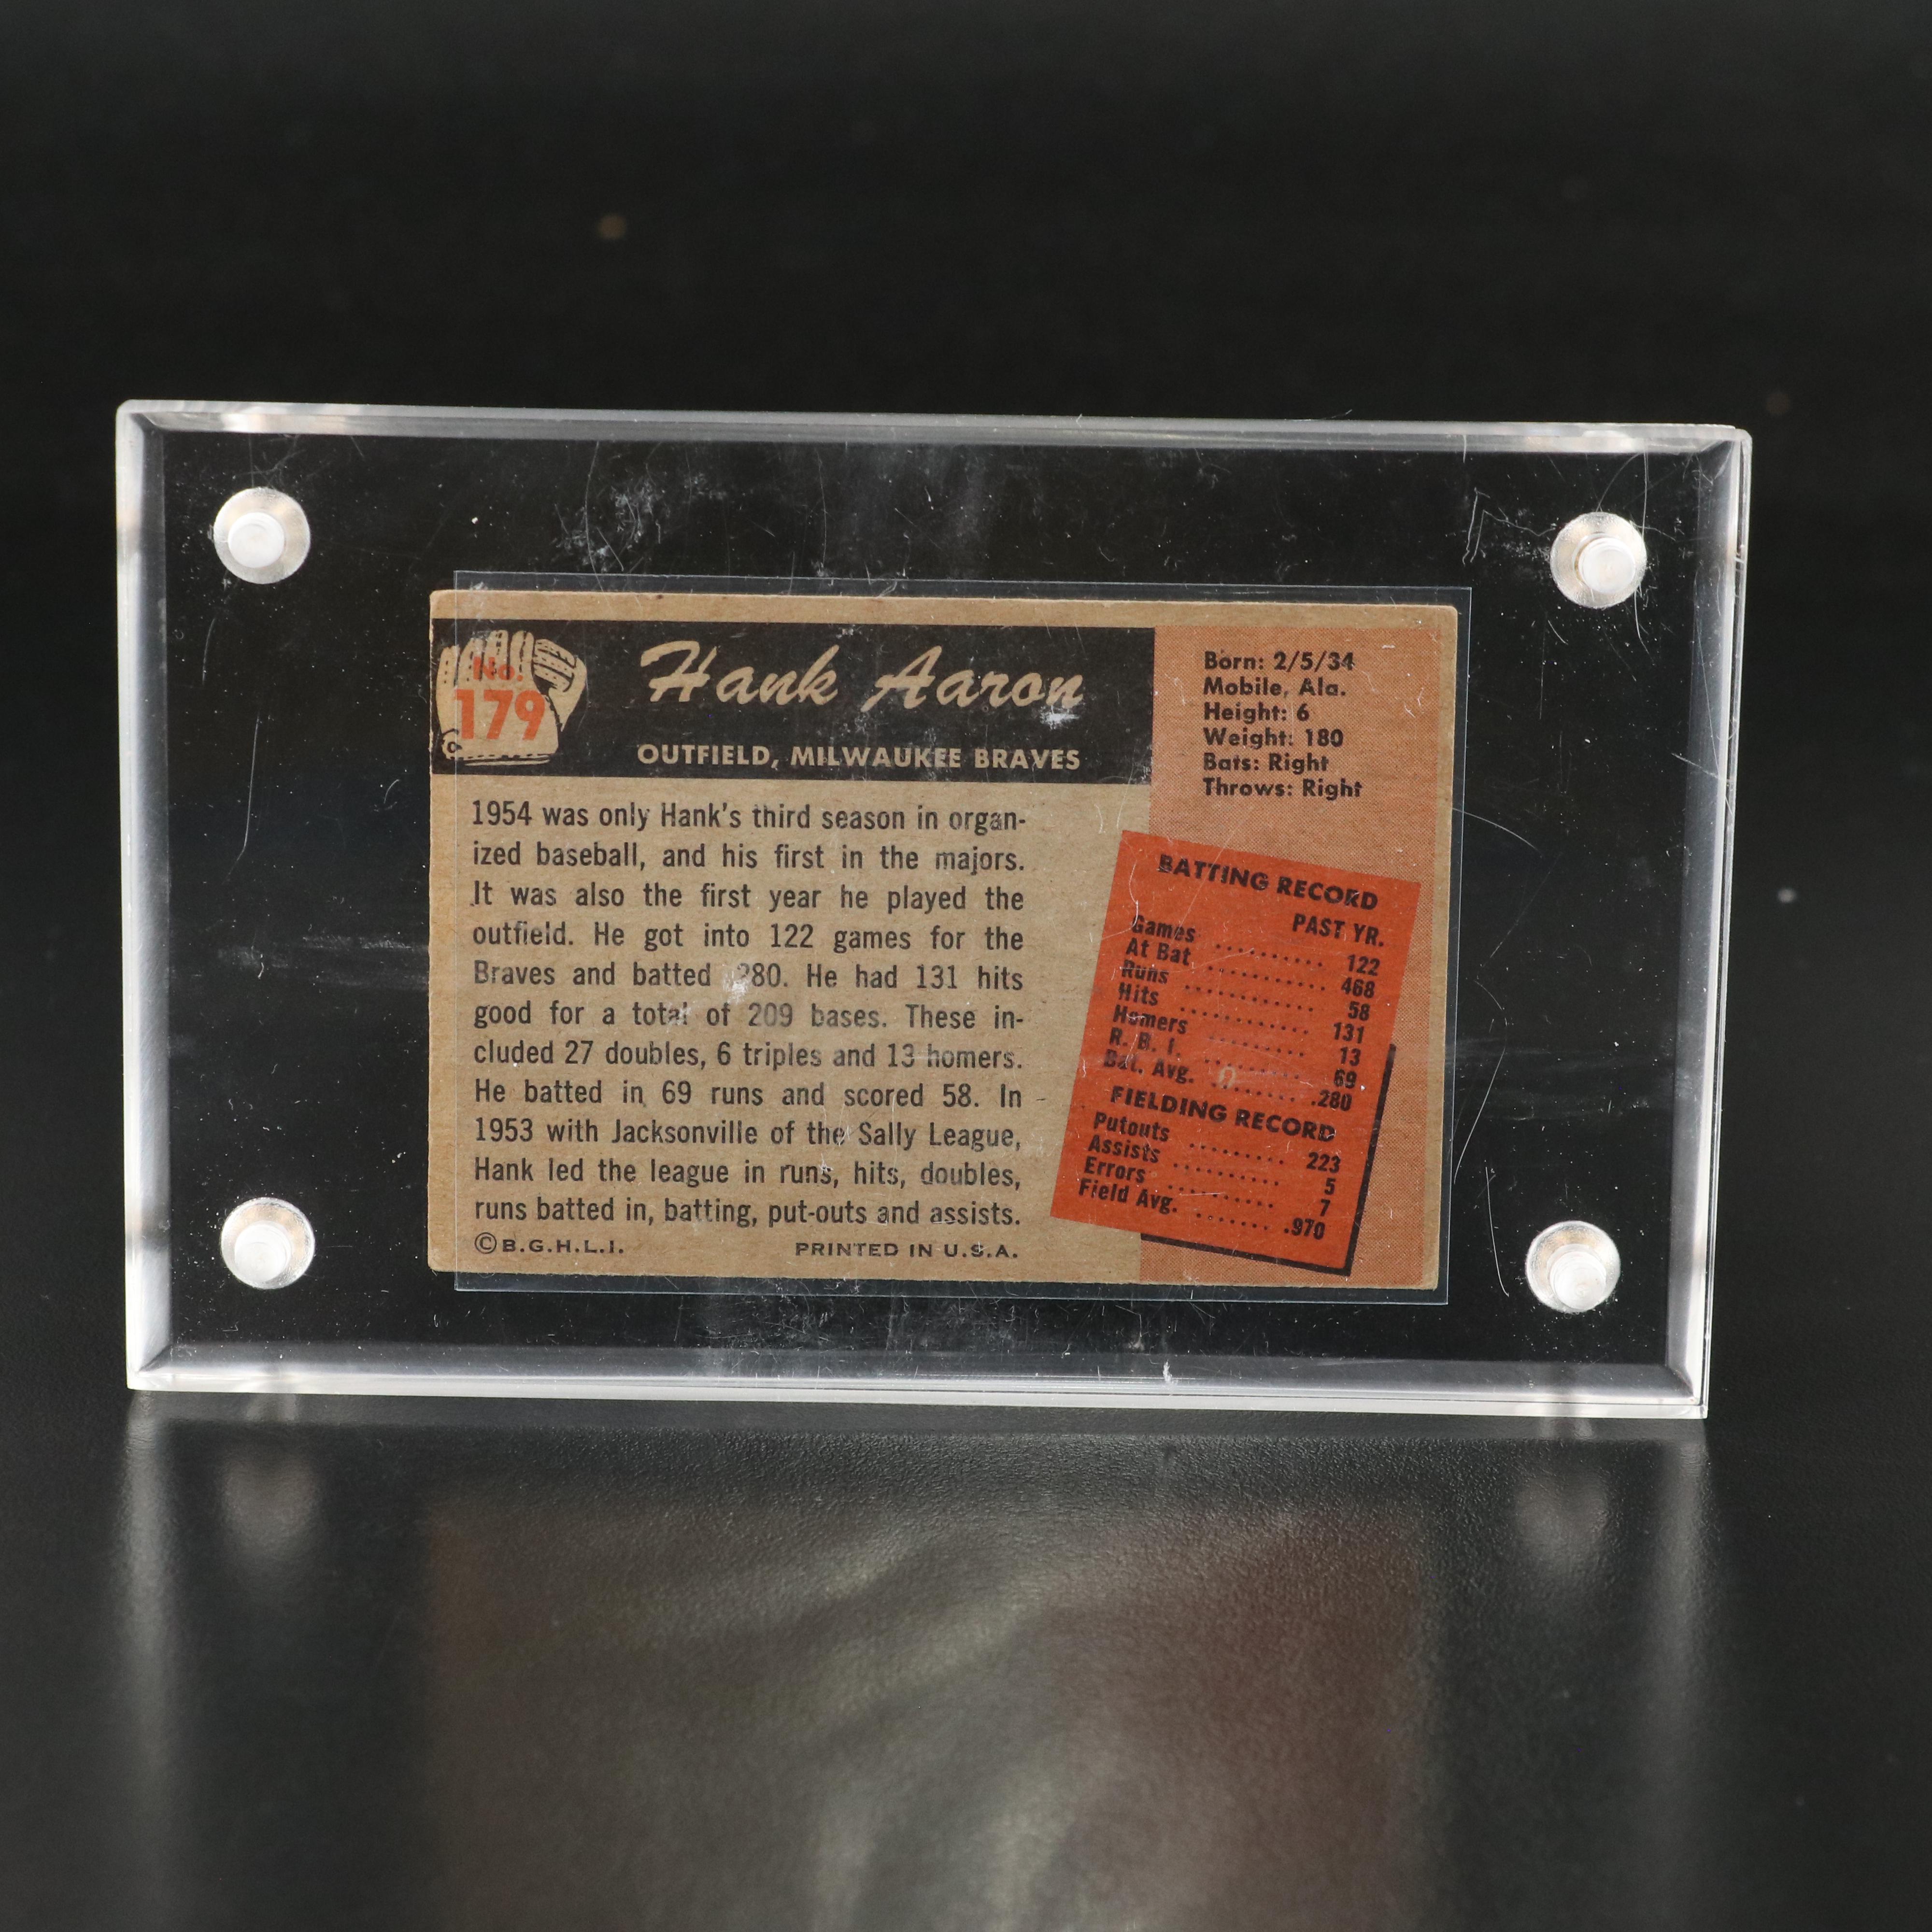 No.
179
Hank Aaron
OUTFIELD, MILWAUKEE BRAVES
Born: 2/5/34
Mobile, Ala.
Height: 6
Weight: 180
Bats: Right
Throws: Right
1954 was only Hank's third season in organ-
ized baseball, and his first in the majors.
It was also the first year he played the
outfield. He got into 122 games for the
Braves and batted .280. He had 131 hits
good for a total of 209 bases. These in-
cluded 27 doubles, 6 triples and 13 homers.
He batted in 69 runs and scored 58. In
1953 with Jacksonville of the Sally League,
Hank led the league in runs, hits, doubles,
runs batted in, batting, put-outs and assists.
©B.G.H.L.I. PRINTED IN U.S.A.
BATTING RECORD
PAST YR.
Games .......... 122
At Bat .......... 468
Runs .......... 58
Hits .......... 131
Homers .......... 13
R. B. I. .......... 69
Bat. Avg. .......... .280
FIELDING RECORD
Putouts .......... 223
Assists .......... 5
Errors .......... 7
Field Avg. ........ .970